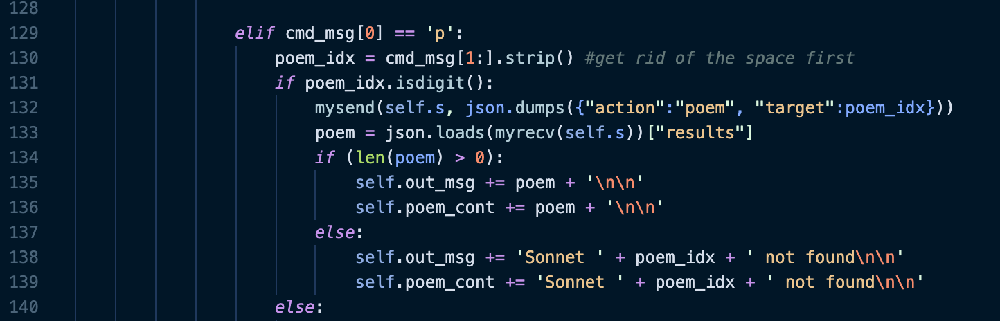 128
129 elif cmd_msg[0] == 'p':
130 poem_idx = cmd_msg[1:].strip() #get rid of the space first
131 if poem_idx.isdigit():
132 mysend(self.s, json.dumps({"action":"poem", "target":poem_idx}))
133 poem = json.loads(myrecv(self.s))["results"]
134 if (len(poem) > 0):
135 self.out_msg += poem + '\n\n'
136 self.poem_cont += poem + '\n\n'
137 else:
138 self.out_msg += 'Sonnet ' + poem_idx + ' not found\n\n'
139 self.poem_cont += 'Sonnet ' + poem_idx + ' not found\n\n'
140 else: